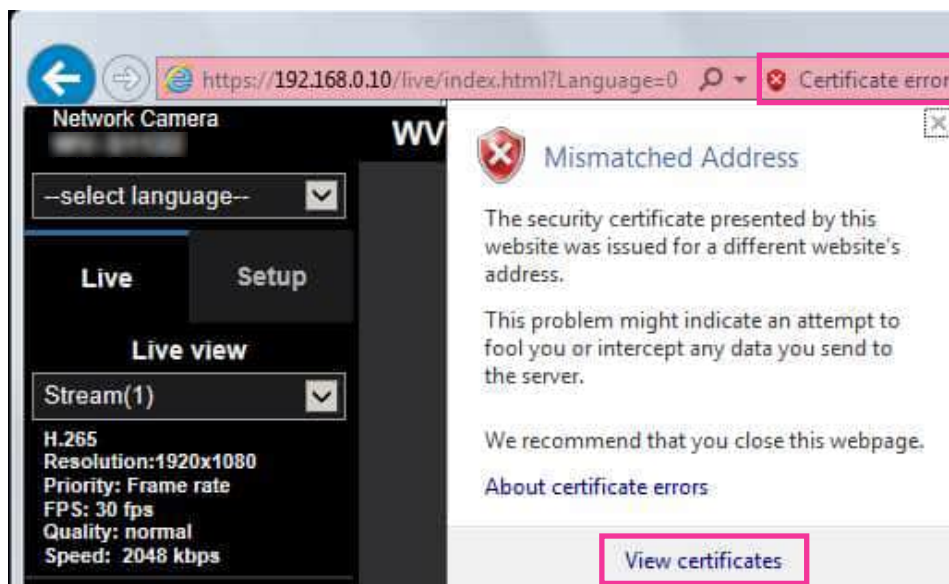 https://192.168.0.10/live/index.html?Language=0
Certificate error
Network Camera
WV
--select language--
Live
Setup
Live view
Stream(1)
H.265
Resolution:1920x1080
Priority: Frame rate
FPS: 30 fps
Quality: normal
Speed: 2048 kbps
Mismatched Address
The security certificate presented by this
website was issued for a different website's
address.
This problem might indicate an attempt to
fool you or intercept any data you send to
the server.
We recommend that you close this webpage.
About certificate errors
View certificates